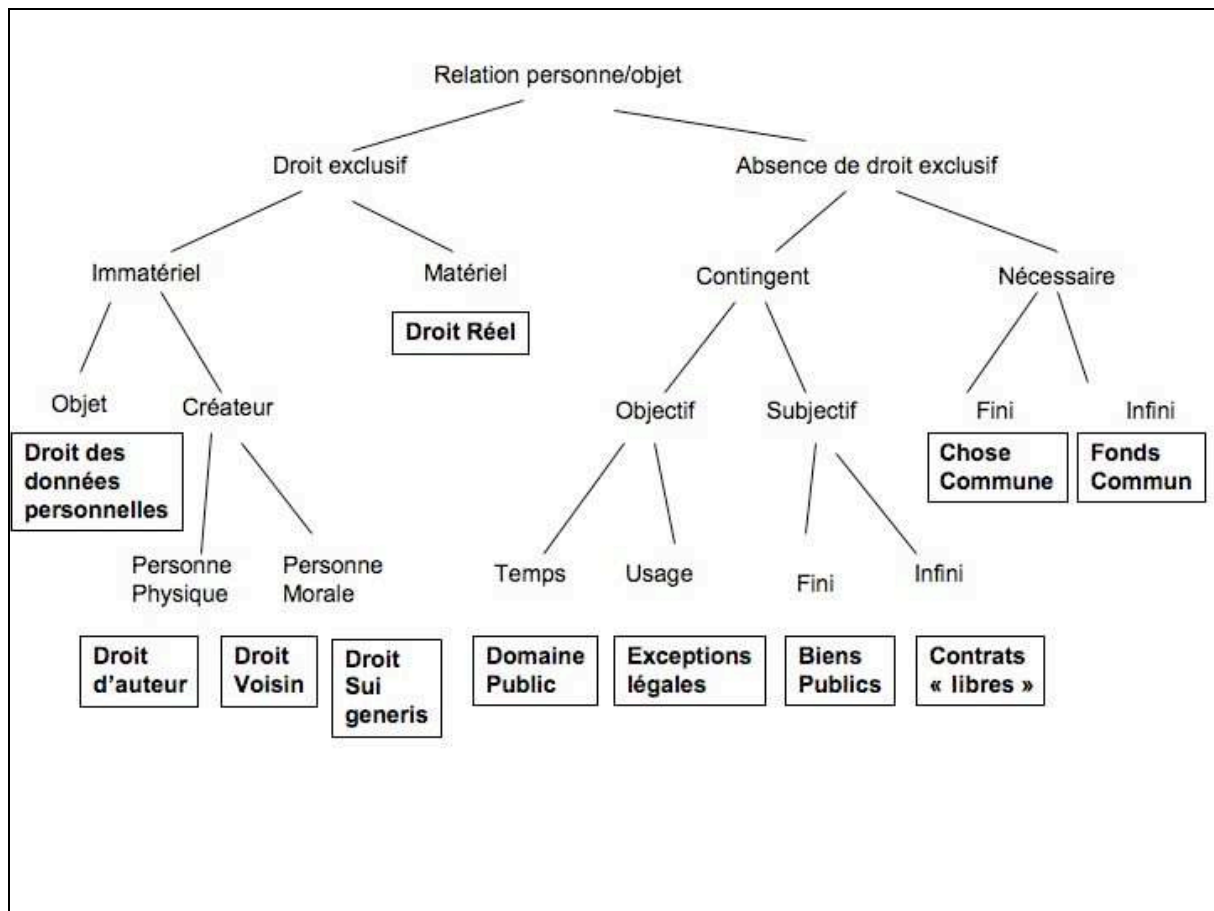 Relation personne/objet
Droit exclusif
Absence de droit exclusif
Immatériel
Matériel
Contingent
Nécessaire
Droit Réel
Objet
Créateur
Objectif
Subjectif
Fini
Infini
Droit des
données
personnelles
Chose
Commune
Fonds
Commun
Personne
Physique
Personne
Morale
Temps
Usage
Fini
Infini
Droit
d'auteur
Droit
Voisin
Droit
Sui
generis
Domaine
Public
Exceptions
légales
Biens
Publics
Contrats
« libres »